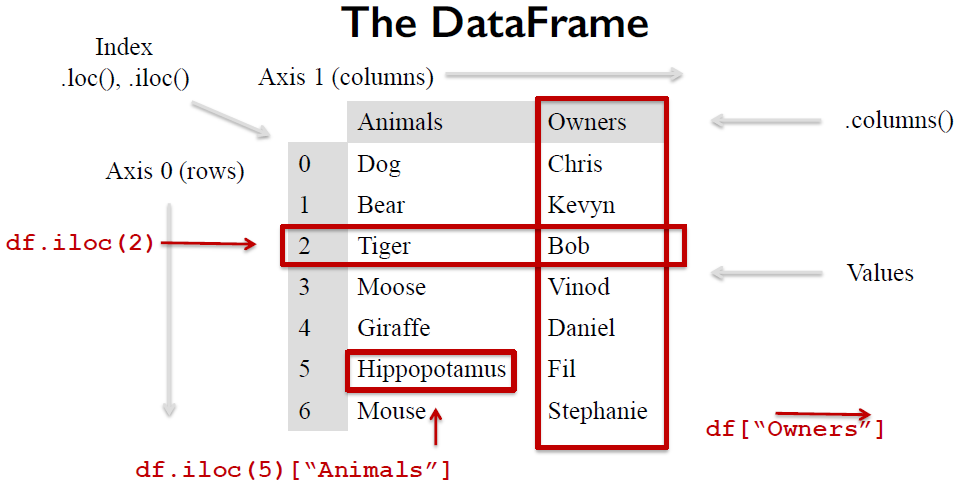 The DataFrame
Index
.loc(), .iloc()
Axis 1 (columns)
Animals Owners
.columns()
Axis 0 (rows)
0 Dog Chris
1 Bear Kevyn
df.iloc(2)
2 Tiger Bob
Values
3 Moose Vinod
4 Giraffe Daniel
5 Hippopotamus Fil
6 Mouse Stephanie
df[“Owners”]
df.iloc(5)[“Animals”]